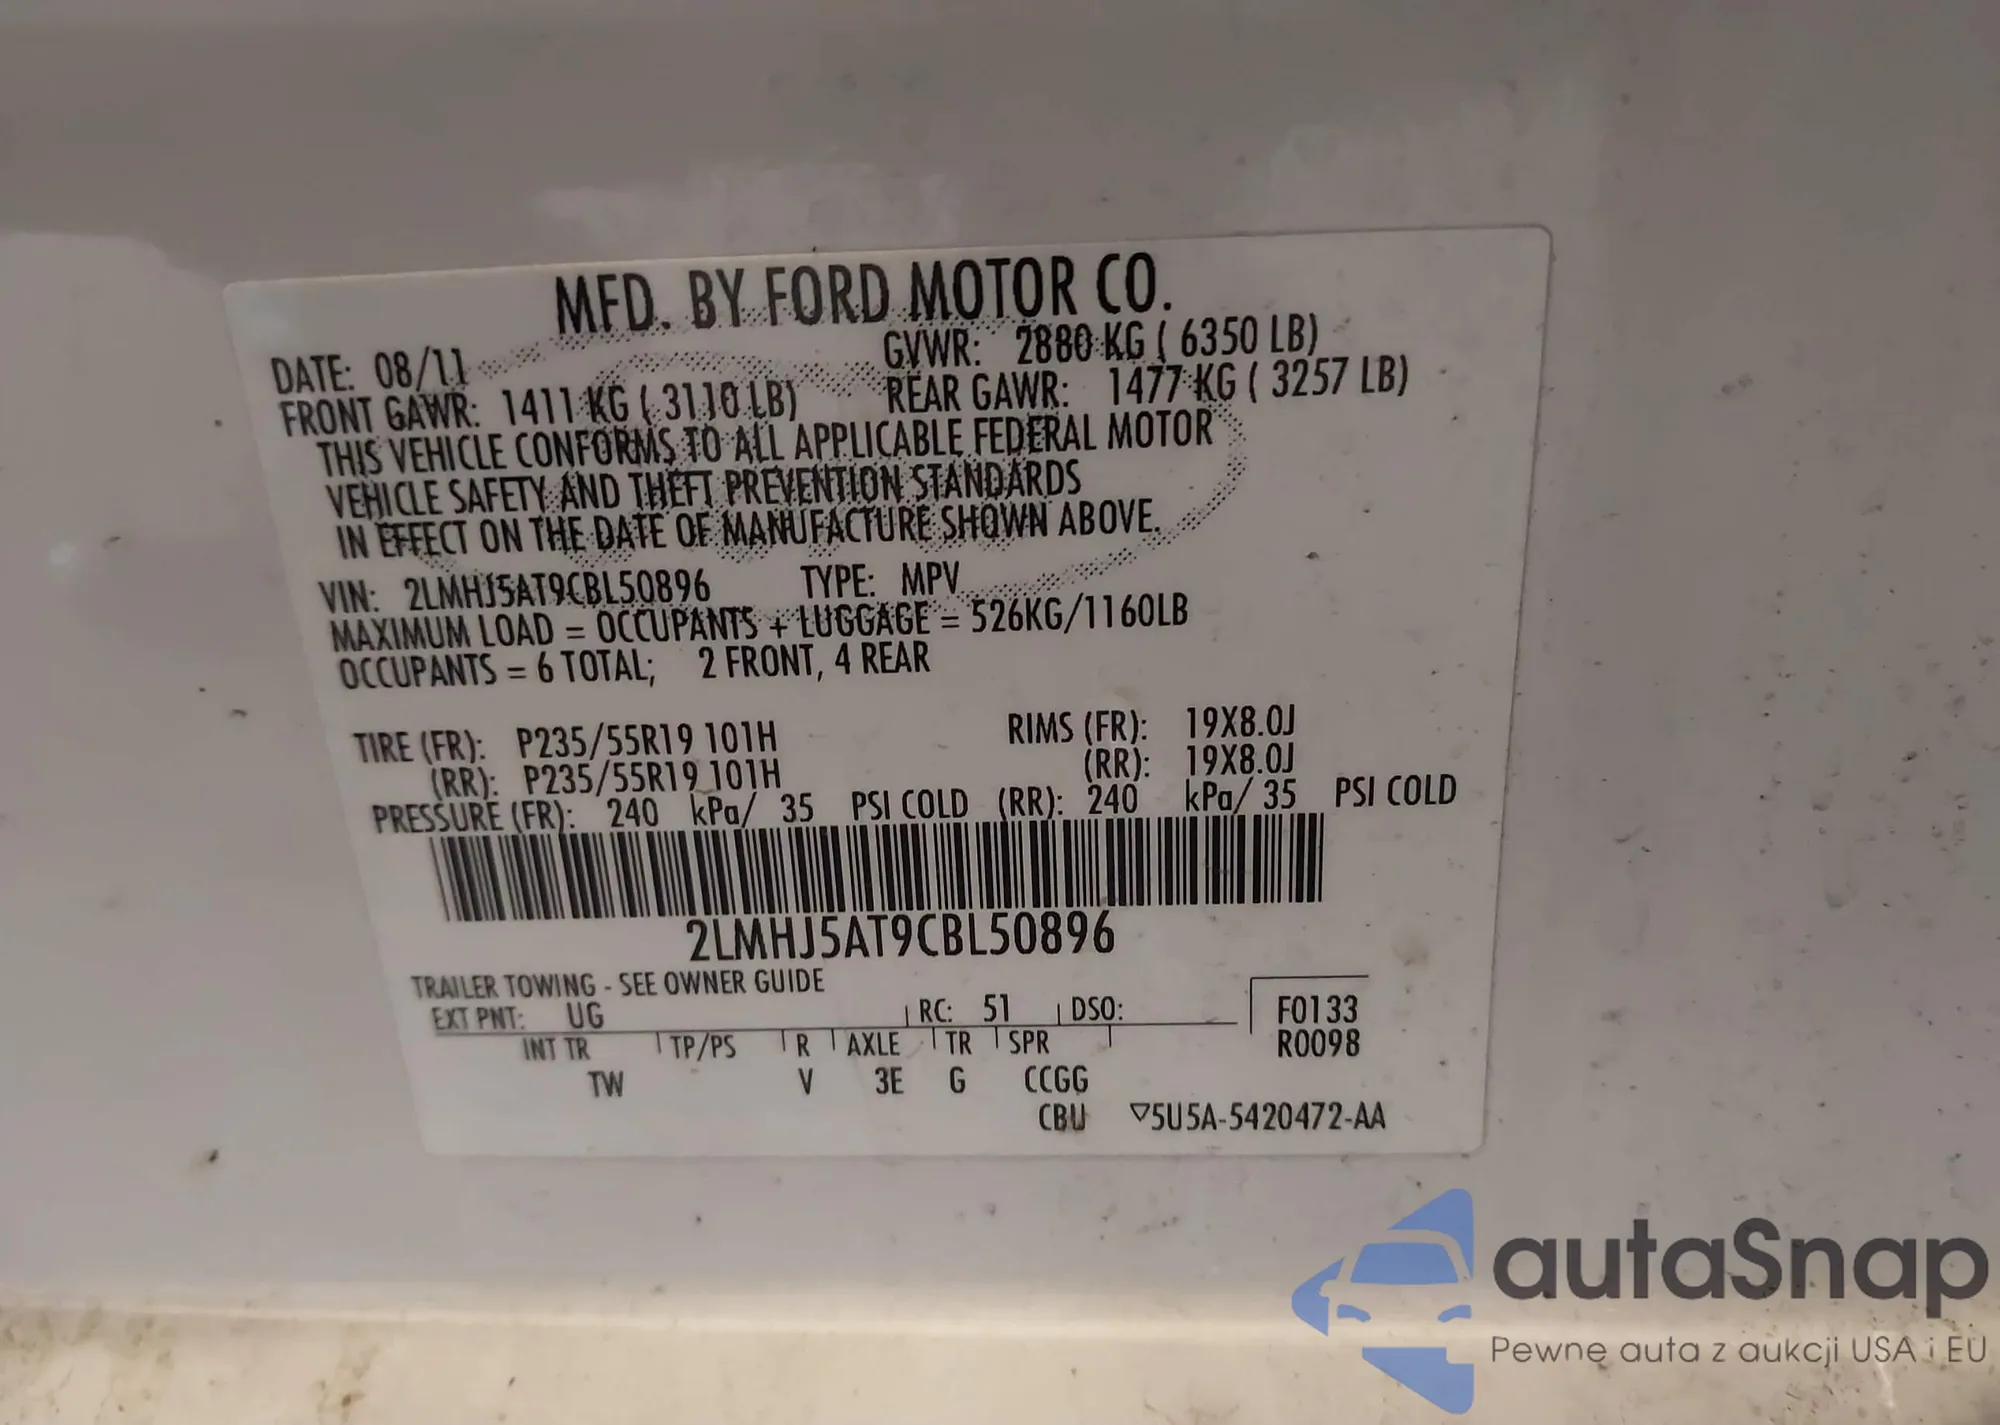 MFD. BY FORD MOTOR CO.
DATE: 08/11 GVWR: 2880 KG ( 6350 LB)
FRONT GAWR: 1411 KG ( 3110 LB) REAR GAWR: 1477 KG ( 3257 LB)
THIS VEHICLE CONFORMS TO ALL APPLICABLE FEDERAL MOTOR
VEHICLE SAFETY AND THEFT PREVENTION STANDARDS
IN EFFECT ON THE DATE OF MANUFACTURE SHOWN ABOVE.
VIN: 2LMHJ5AT9CBL50896 TYPE: MPV
MAXIMUM LOAD = OCCUPANTS + LUGGAGE = 526KG/1160LB
OCCUPANTS = 6 TOTAL; 2 FRONT, 4 REAR
TIRE (FR): P235/55R19 101H RIMS (FR): 19X8.0J
(RR): P235/55R19 101H (RR): 19X8.0J
PRESSURE (FR): 240 kPa/ 35 PSI COLD (RR): 240 kPa/ 35 PSI COLD
2LMHJ5AT9CBL50896
TRAILER TOWING - SEE OWNER GUIDE
EXT PNT: UG RC: 51 DSO: F0133
INT TR TP/PS R AXLE TR SPR R0098
TW V 3E G CCGG
CBU ▽5U5A-5420472-AA
autaSnap
Pewne auta z aukcji USA i EU